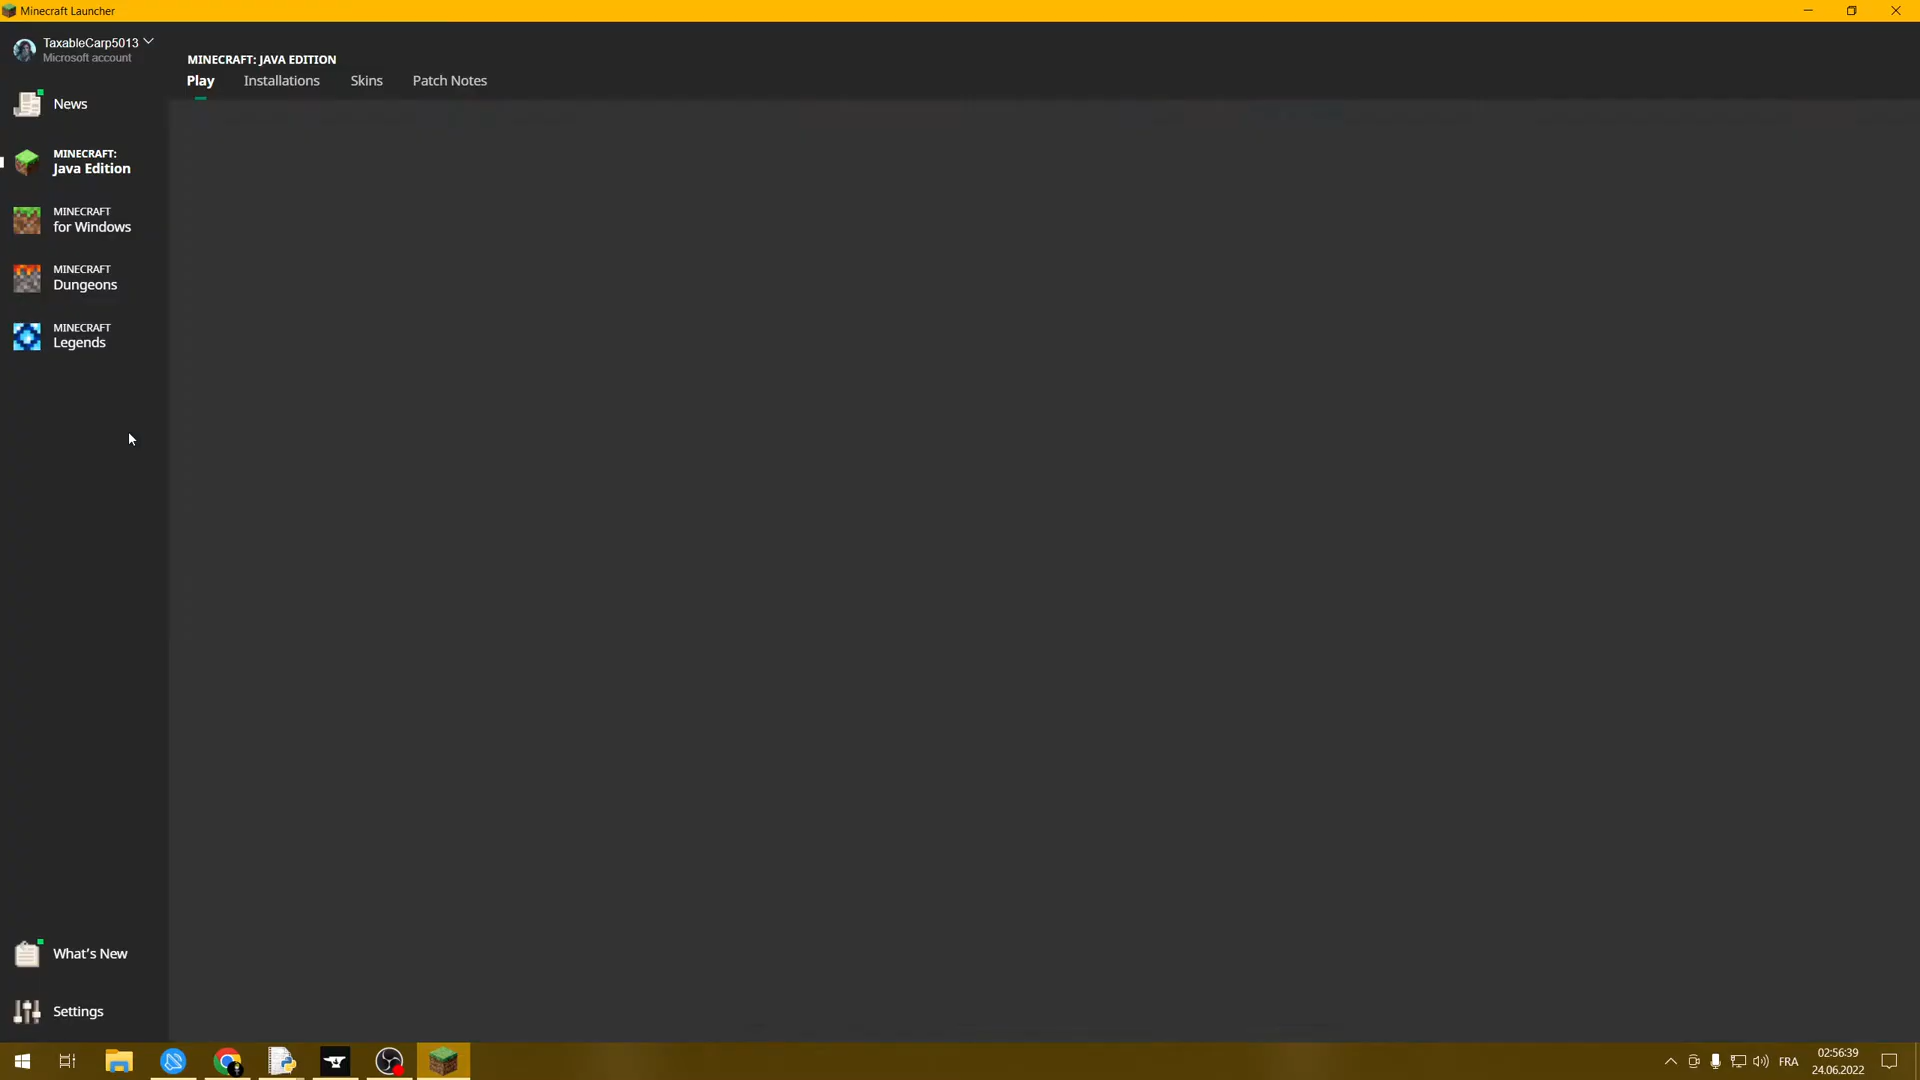 Minecraft Launcher
TaxableCarp5013
Microsoft account
News
MINECRAFT:
Java Edition
MINECRAFT
for Windows
MINECRAFT
Dungeons
MINECRAFT
Legends
What's New
Settings
MINECRAFT: JAVA EDITION
Play Installations Skins Patch Notes
FRA
02:56:39
24.06.2022